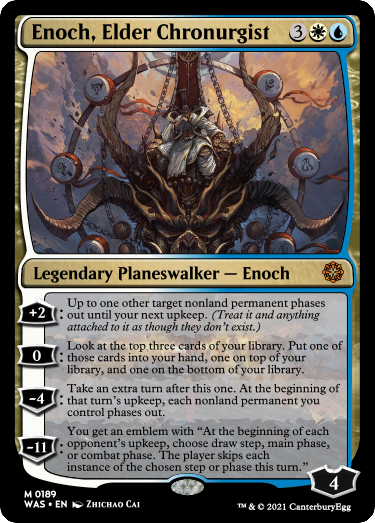 Enoch, Elder Chronurgist 3
Legendary Planeswalker — Enoch
+2: Up to one other target nonland permanent phases
out until your next upkeep. (Treat it and anything
attached to it as though they don't exist.)
0: Look at the top three cards of your library. Put one of
those cards into your hand, one on top of your
library, and one on the bottom of your library.
-4: Take an extra turn after this one. At the beginning of
that turn's upkeep, each nonland permanent you
control phases out.
-11: You get an emblem with “At the beginning of each
opponent's upkeep, choose draw step, main phase,
or combat phase. The player skips each
instance of the chosen step or phase this turn.”
4
M 0189
WAS • EN Zhichao Cai
™ & © 2021 CanterburyEgg